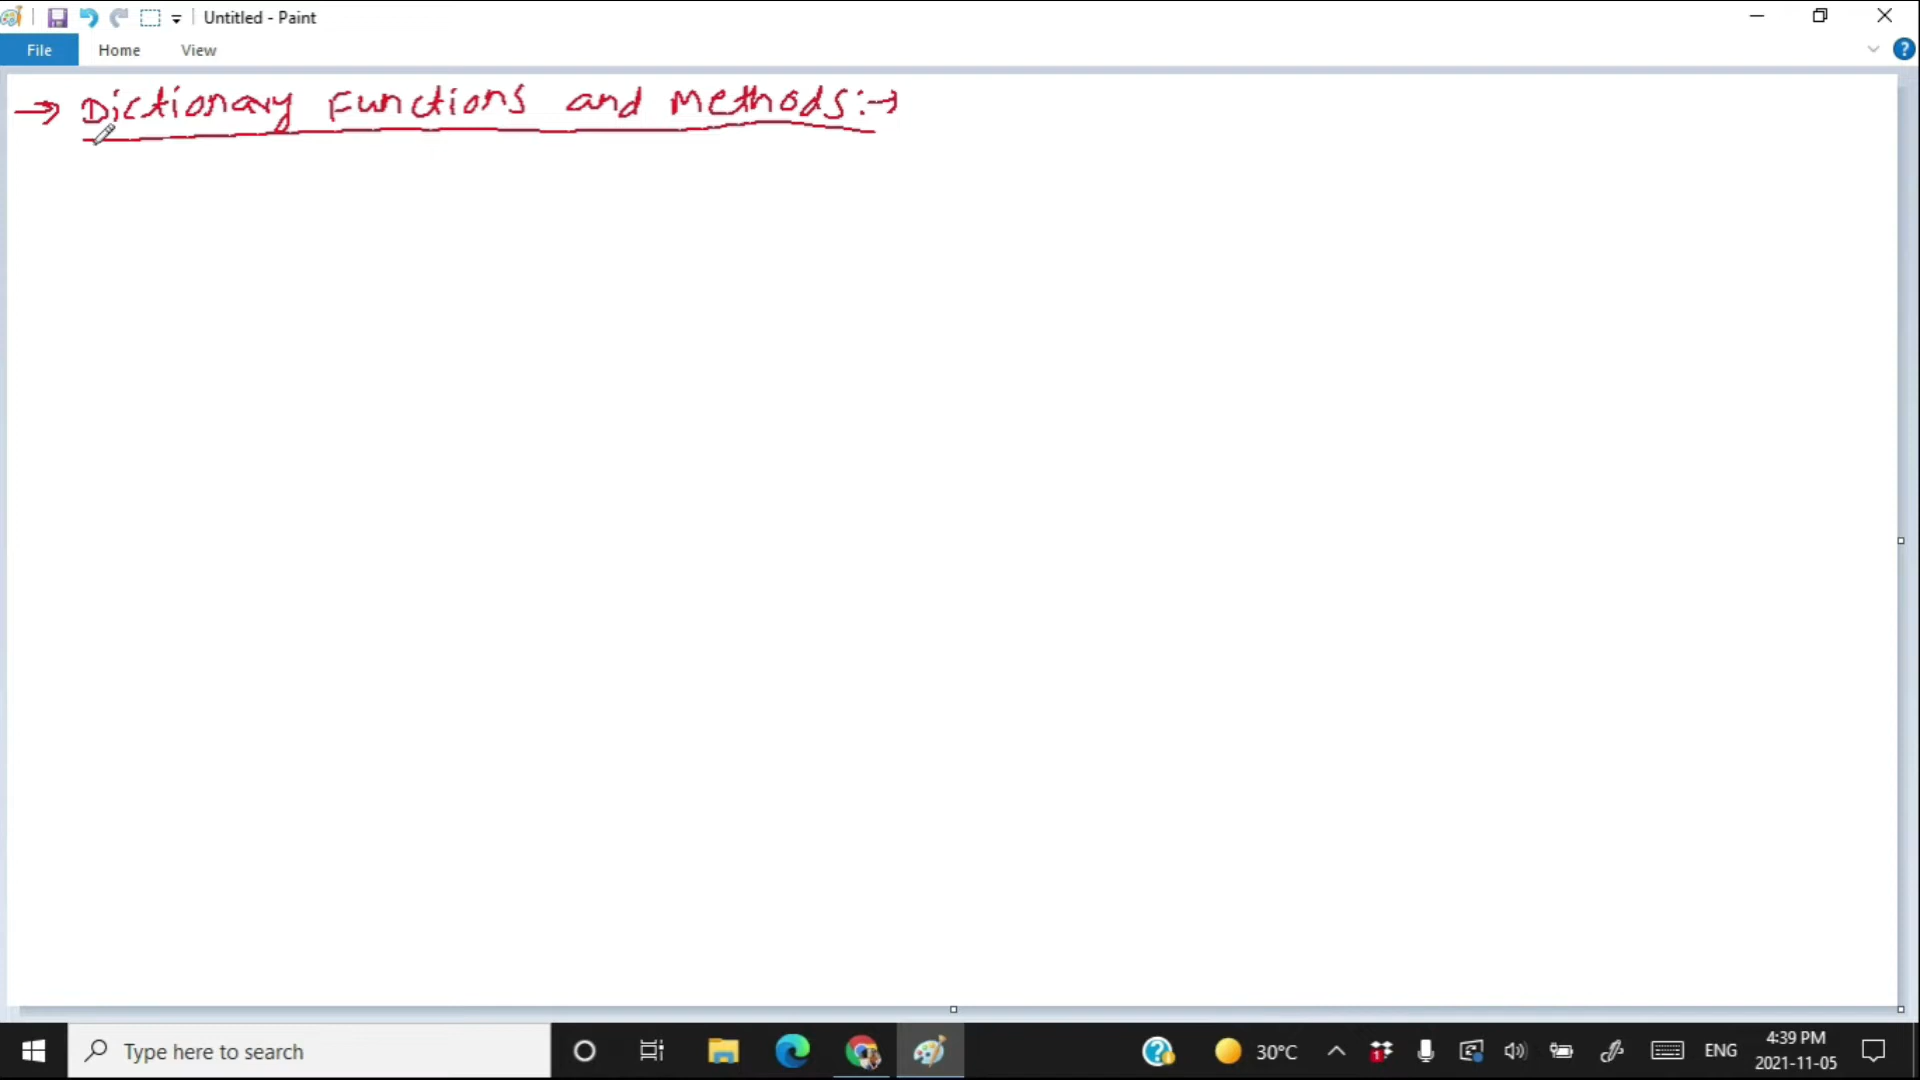 Untitled - Paint
File Home View
→ Dictionary Functions and Methods:→
Type here to search
30°C
ENG
4:39 PM
2021-11-05